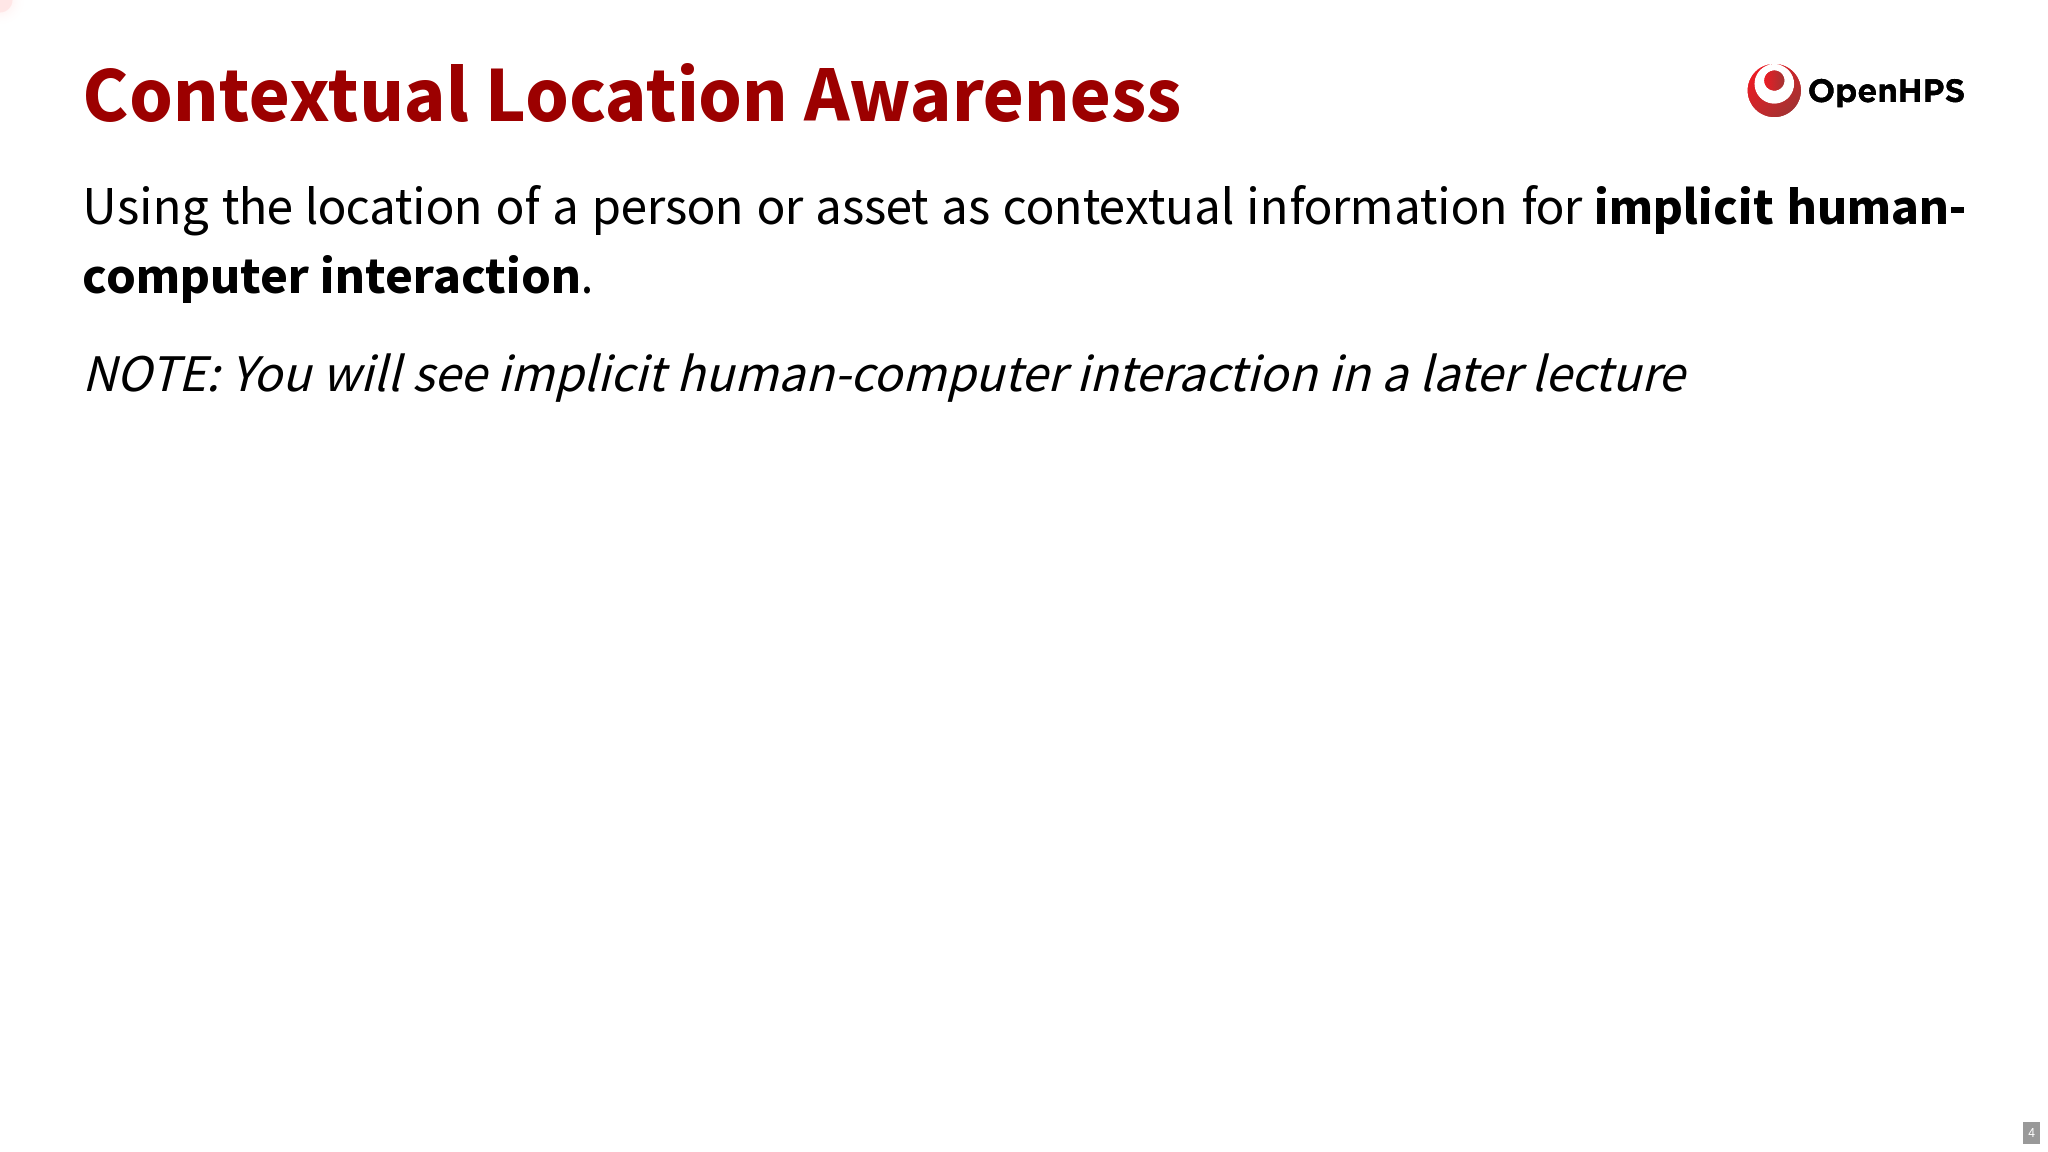 Contextual Location Awareness
OpenHPS
Using the location of a person or asset as contextual information for implicit human-
computer interaction.
NOTE: You will see implicit human-computer interaction in a later lecture
4